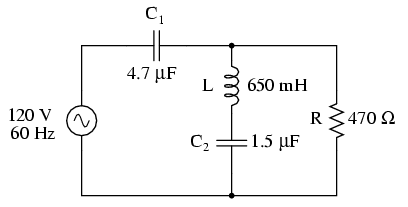 C₁
4.7 µF
L 650 mH
120 V
60 Hz
R 470 Ω
C₂ 1.5 µF